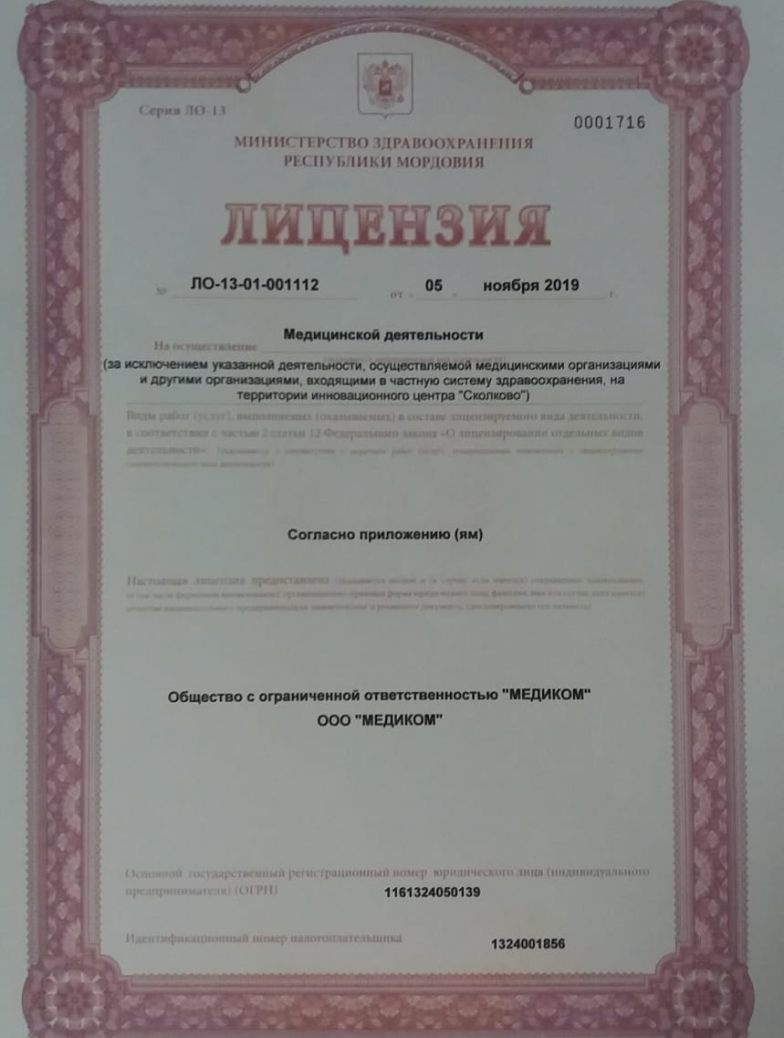 Серия ЛО-13
0001716
МИНИСТЕРСТВО ЗДРАВООХРАНЕНИЯ
РЕСПУБЛИКИ МОРДОВИЯ
ЛИЦЕНЗИЯ
№ ЛО-13-01-001112 от « 05 » ноября 2019 г.
На осуществление Медицинской деятельности
(за исключением указанной деятельности, осуществляемой медицинскими организациями
и другими организациями, входящими в частную систему здравоохранения, на
территории инновационного центра "Сколково")
Виды работ (услуг), выполняемых (оказываемых) в составе лицензируемого вида деятельности,
в соответствии с частью 2 статьи 12 Федерального закона «О лицензировании отдельных видов
деятельности»:
Согласно приложению (ям)
Настоящая лицензия предоставлена
Общество с ограниченной ответственностью "МЕДИКОМ"
ООО "МЕДИКОМ"
Основной государственный регистрационный номер юридического лица (индивидуального
предпринимателя) (ОГРН) 1161324050139
Идентификационный номер налогоплательщика 1324001856